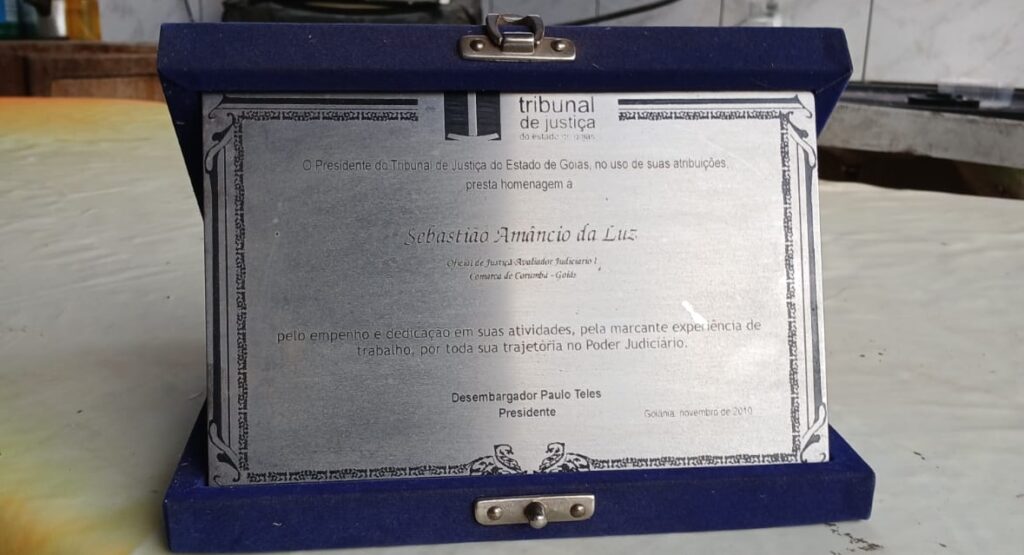 tribunal
de justiça
do estado de goiás
O Presidente do Tribunal de Justiça do Estado de Goiás, no uso de suas atribuições,
presta homenagem a
Sebastião Amâncio da Luz
Oficial de Justiça Avaliador Judiciário I
Comarca de Corumbá - Goiás
pelo empenho e dedicação em suas atividades, pela marcante experiência de
trabalho, por toda sua trajetória no Poder Judiciário.
Desembargador Paulo Teles
Presidente
Goiânia, novembro de 2010